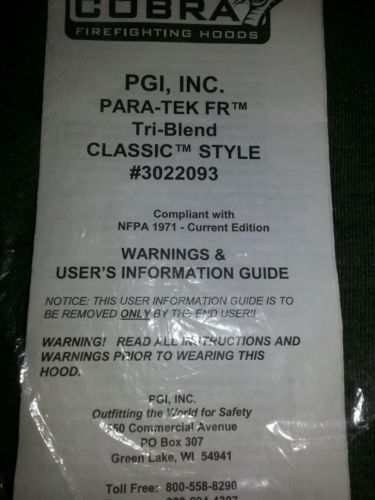 COBRA
FIREFIGHTING HOODS
PGI, INC.
PARA-TEK FR™
Tri-Blend
CLASSIC™ STYLE
#3022093
Compliant with
NFPA 1971 - Current Edition
WARNINGS &
USER'S INFORMATION GUIDE
NOTICE: THIS USER INFORMATION GUIDE IS TO
BE REMOVED ONLY BY THE END USER!!
WARNING! READ ALL INSTRUCTIONS AND
WARNINGS PRIOR TO WEARING THIS
HOOD.
PGI, INC.
Outfitting the World for Safety
Commercial Avenue
PO Box 307
Green Lake, WI 54941
Toll Free: 800-558-8290